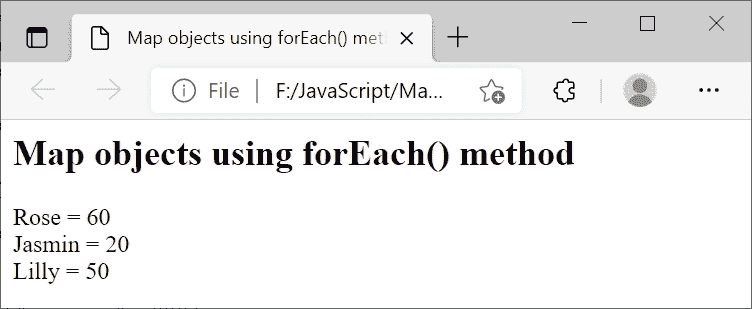 Map objects using forEach() met
File | F:/JavaScript/Ma...
Map objects using forEach() method
Rose = 60
Jasmin = 20
Lilly = 50